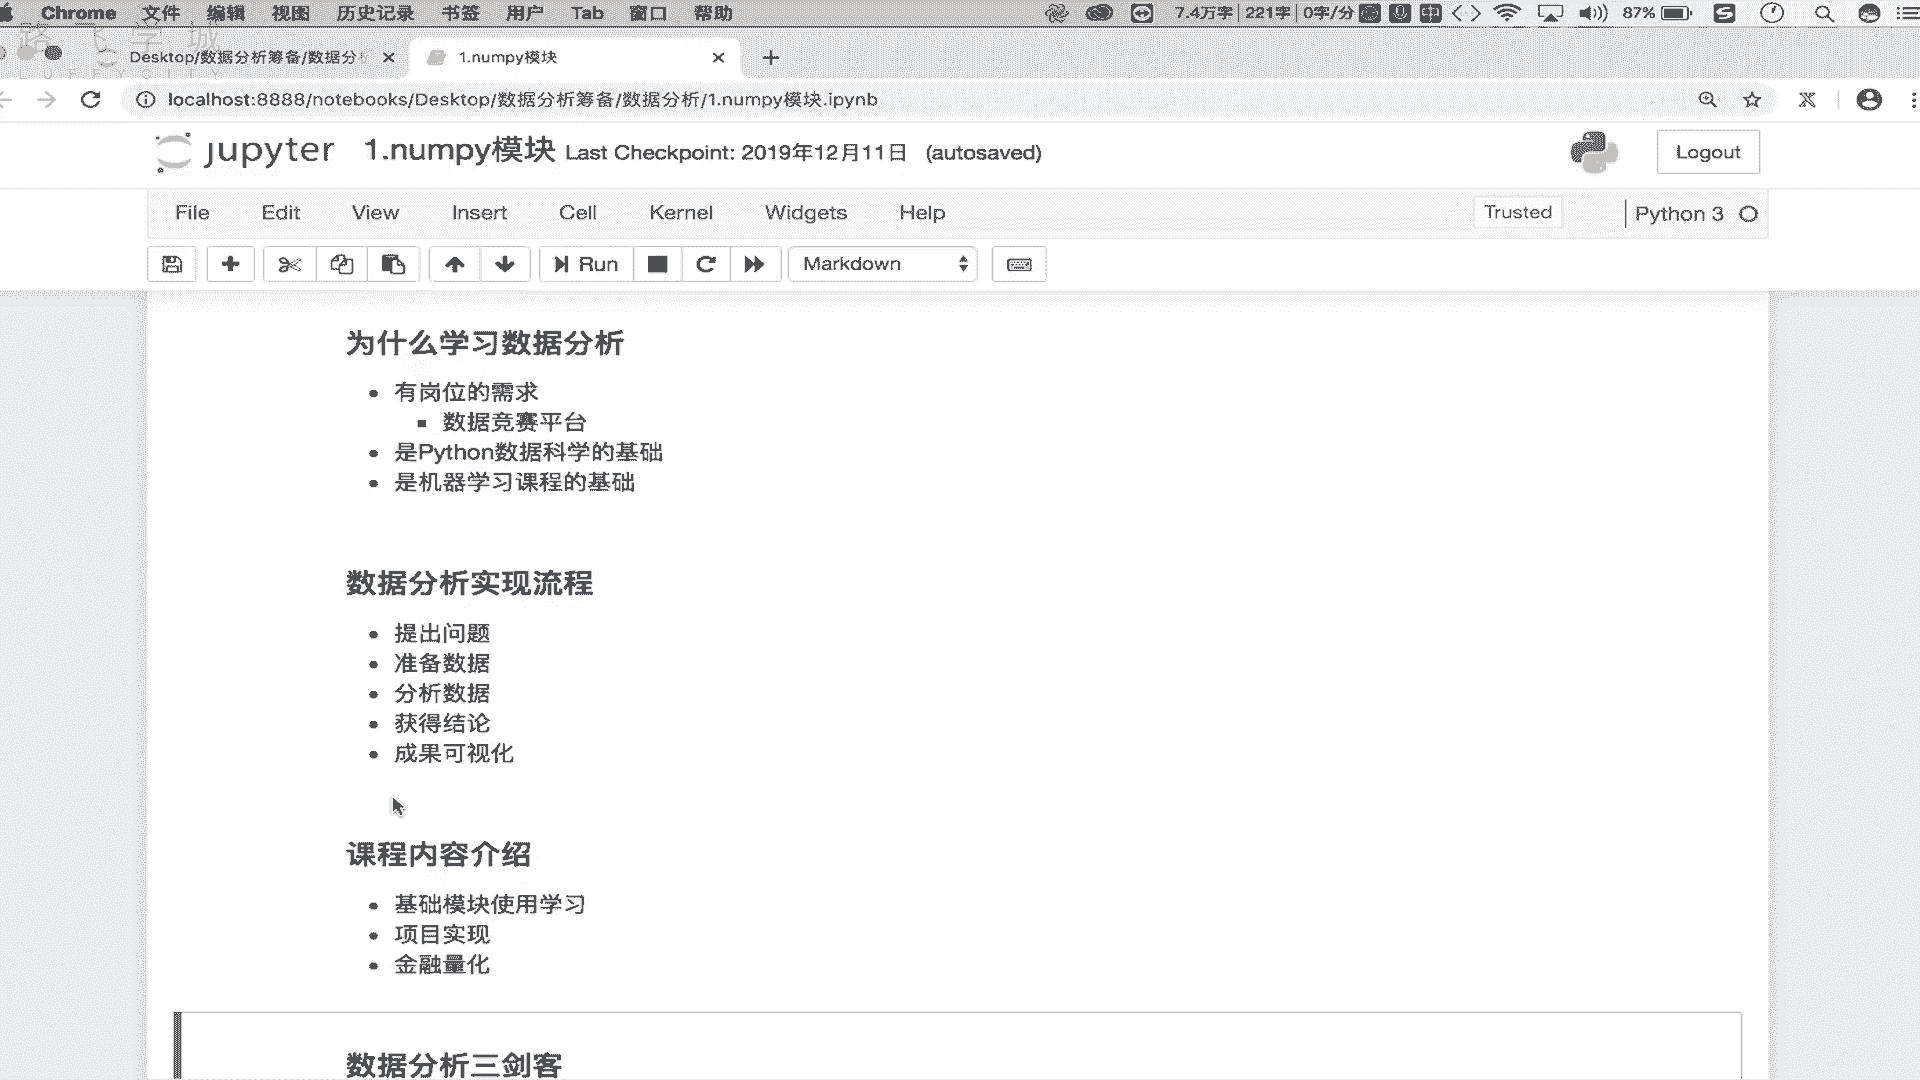 Chrome 文件 编辑 视图 历史记录 书签 用户 Tab 窗口 帮助 7.4万字 221字 0字/分 中 87%
路飞学城
LUFFYCITY
Desktop/数据分析筹备/数据分 1.numpy模块
localhost:8888/notebooks/Desktop/数据分析筹备/数据分析/1.numpy模块.ipynb
jupyter 1.numpy模块 Last Checkpoint: 2019年12月11日 (autosaved) Logout
File Edit View Insert Cell Kernel Widgets Help Trusted Python 3
Run Markdown
为什么学习数据分析
有岗位的需求
数据竞赛平台
是Python数据科学的基础
是机器学习课程的基础
数据分析实现流程
提出问题
准备数据
分析数据
获得结论
成果可视化
课程内容介绍
基础模块使用学习
项目实现
金融量化
数据分析三剑客